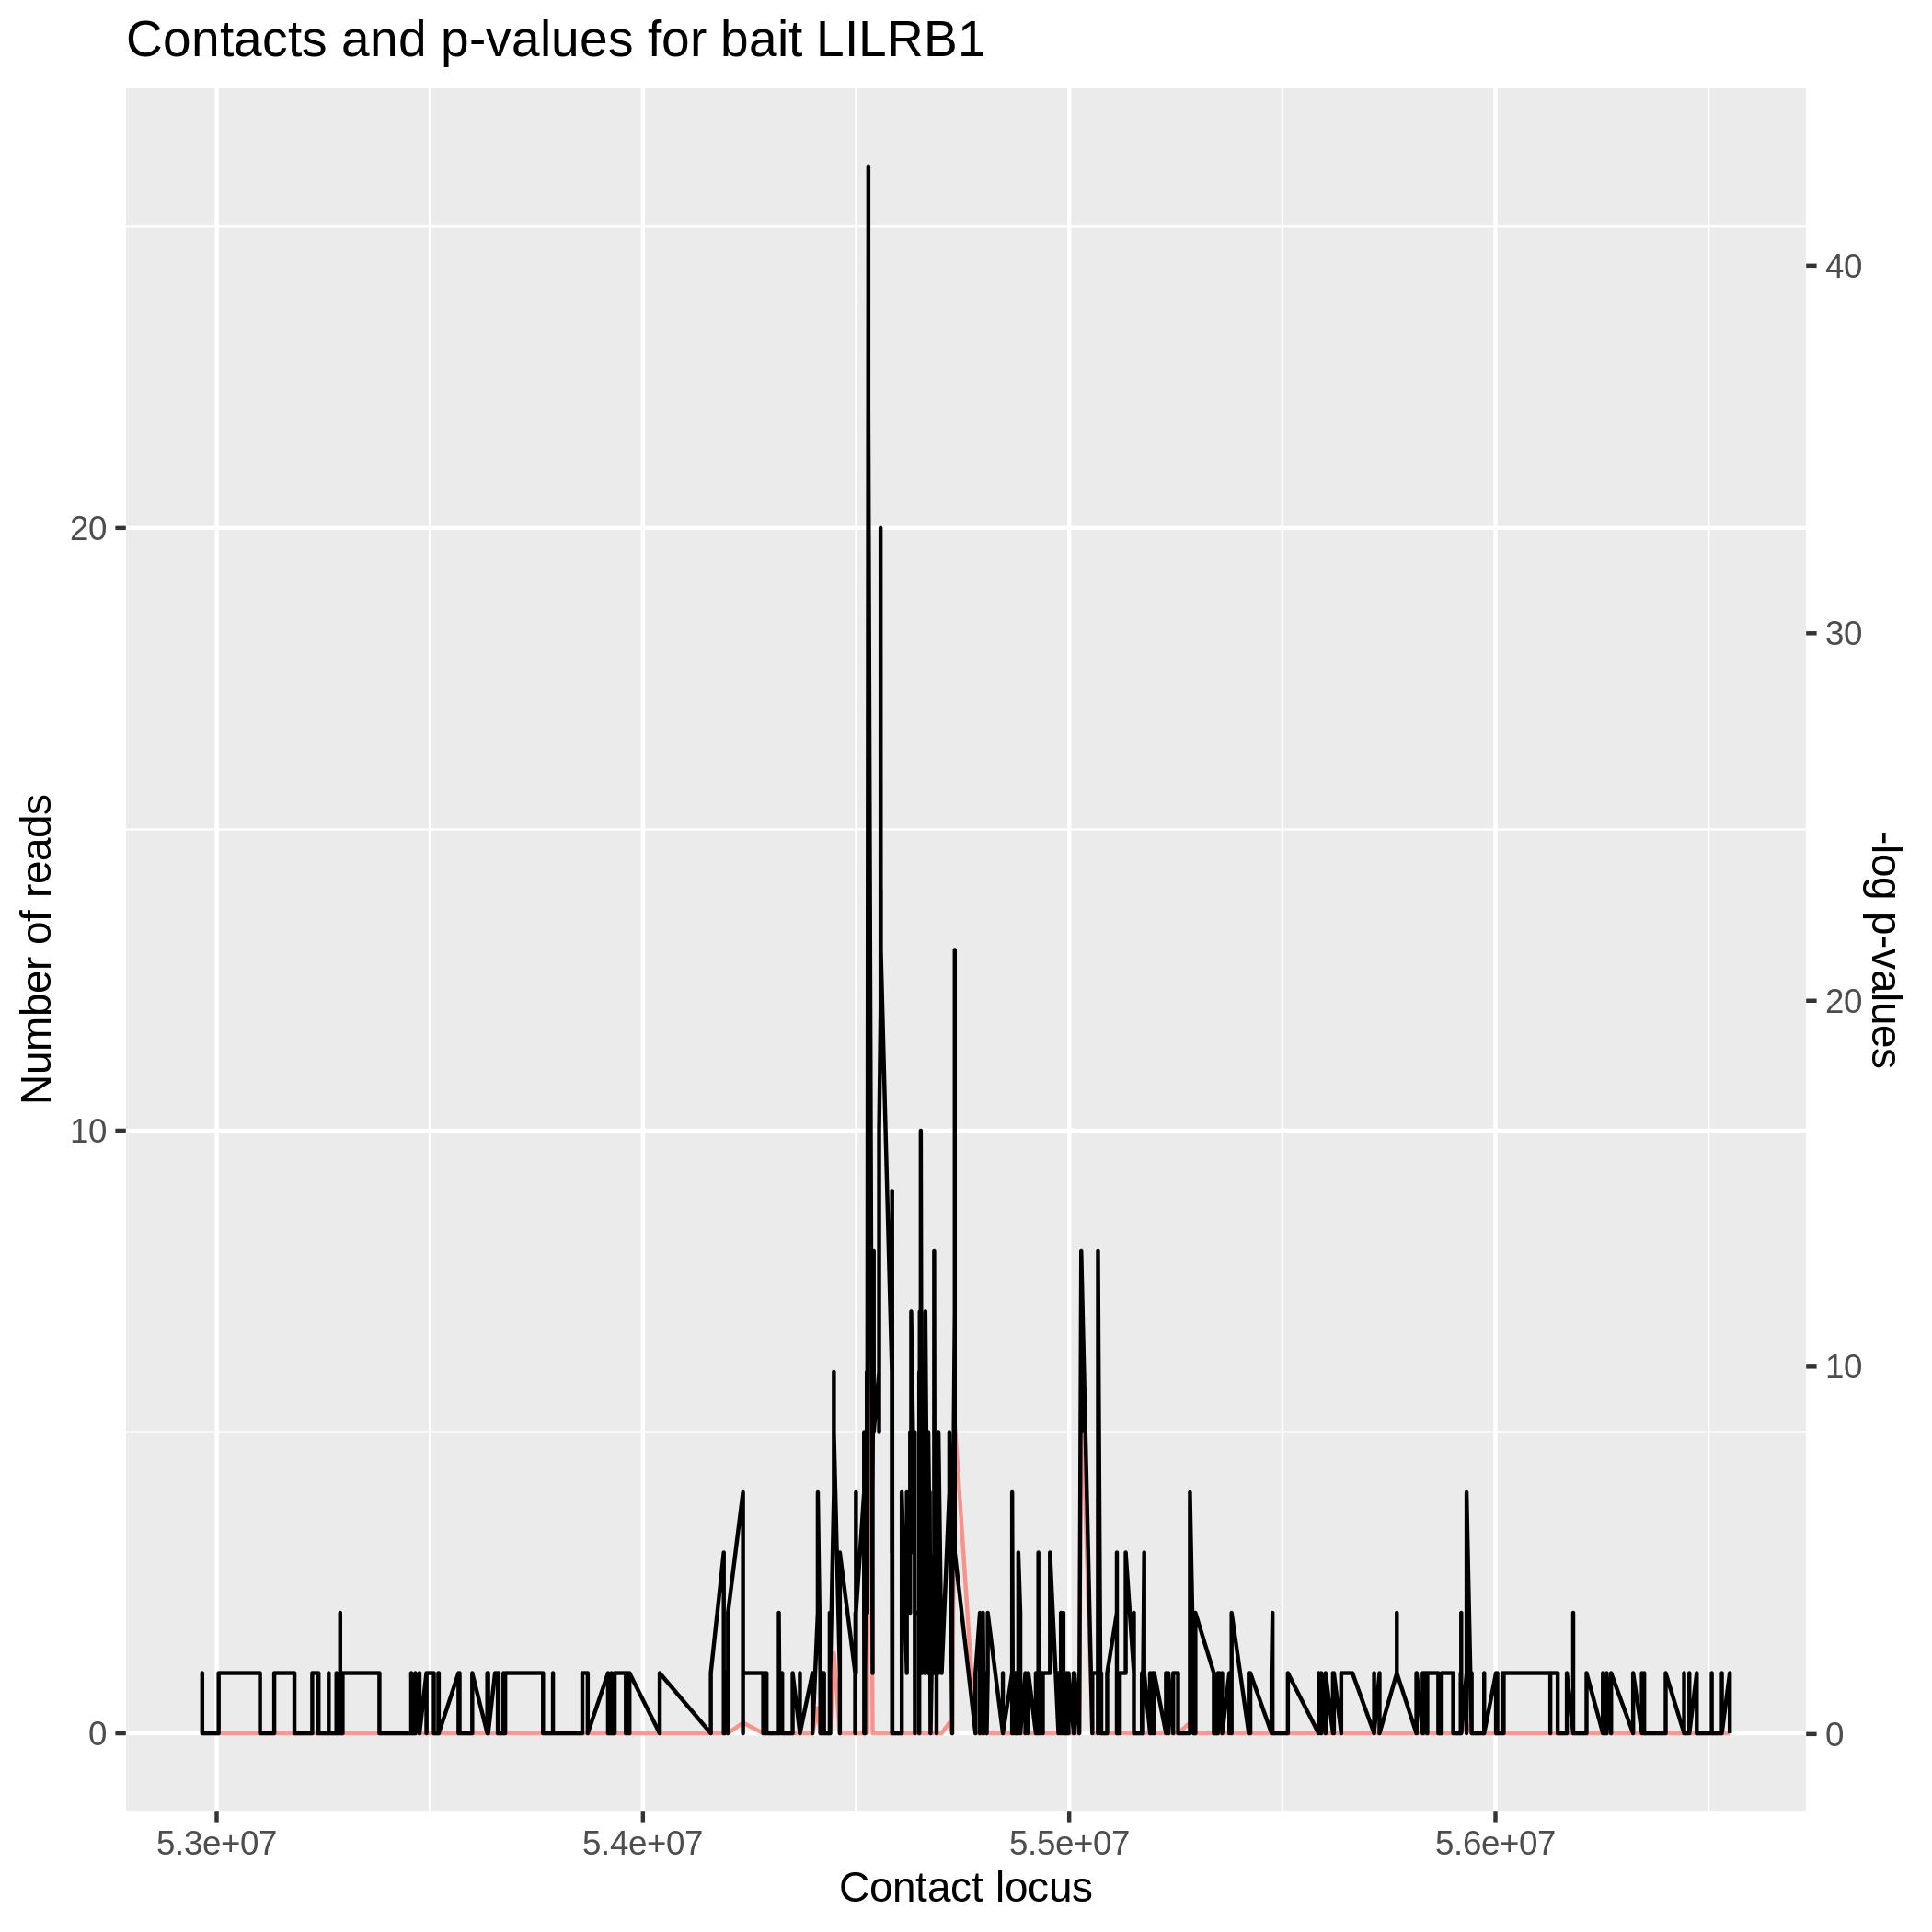 Contacts and p-values for bait LILRB1
Number of reads
20
10
0
40
30
20
10
0
-log p-values
5.3e+07 5.4e+07 5.5e+07 5.6e+07
Contact locus